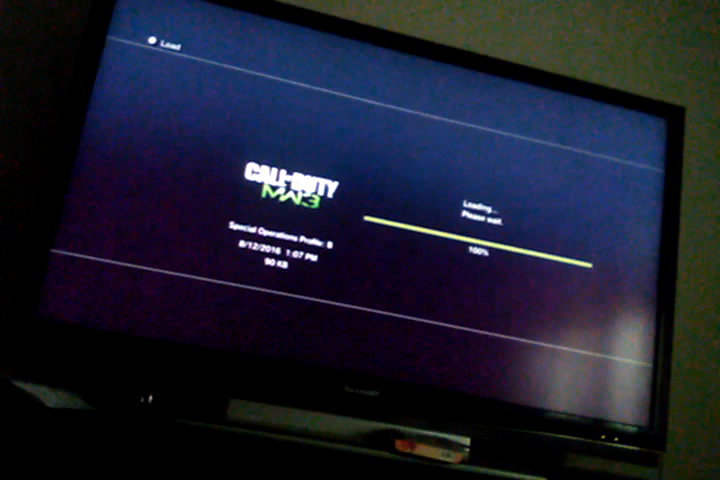 Load
CALL OF DUTY
MW3
Special Operations Profile: B
8/12/2016 1:07 PM
90 KB
Loading...
Please wait.
100%
SHARP